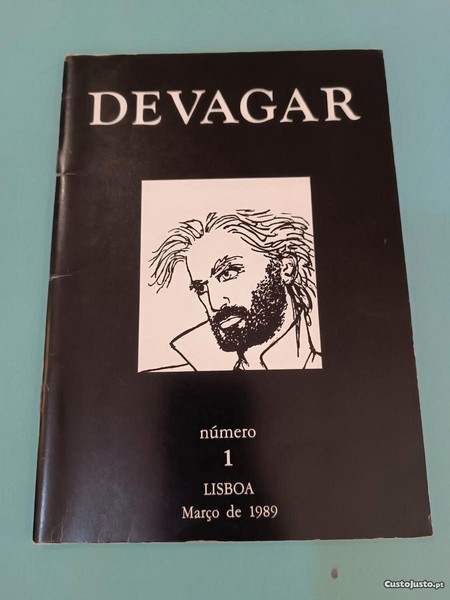 DEVAGAR
número
1
LISBOA
Março de 1989
CustoJusto.pt